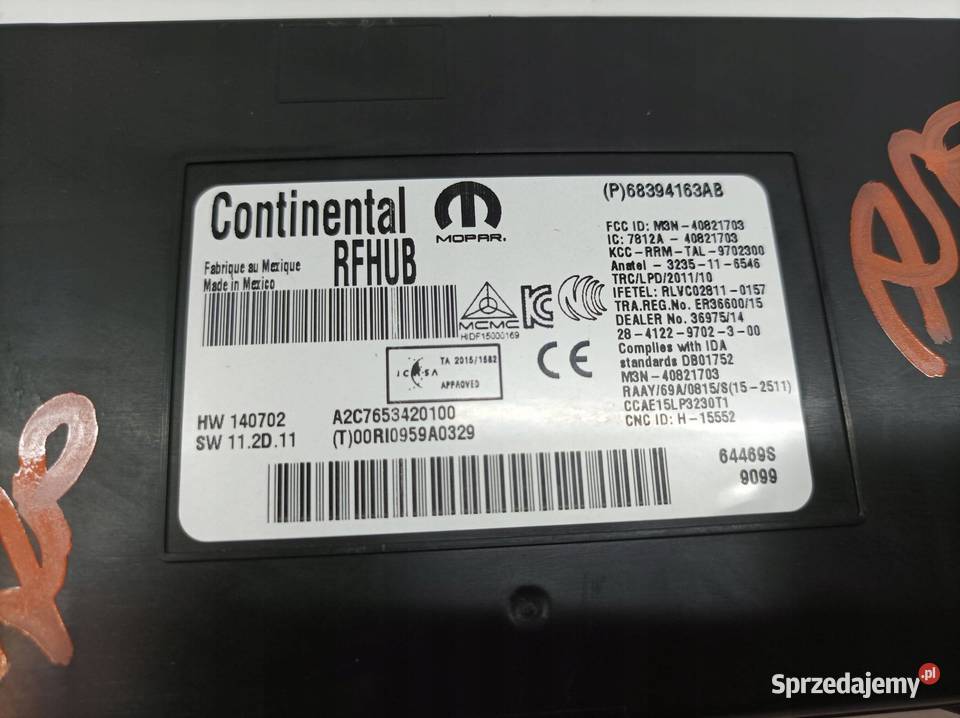 Continental
MOPAR.
(P)68394163AB
RFHUB
Fabrique au Mexique
Made in Mexico
FCC ID: M3N-40821703
IC: 7812A - 40821703
KCC-RRM-TAL-9702300
Anatel - 3235-11-6546
TRC/LPD/2011/10
IFETEL: RLVC02811-0157
TRA.REG.No. ER36600/15
DEALER No. 36975/14
28-4122-9702-3-00
Complies with IDA
standards DB01752
M3N-40821703
RAAY/69A/0815/S(15-2511)
CCAE15LP3230T1
CNC ID: H-15552
MCMC
HIDF15000169
KC
CE
ICASA
TA 2015/1582
APPROVED
HW 140702
A2C7653420100
SW 11.2D.11
(T)00RI0959A0329
64469S
9099
Sprzedajemy.pl